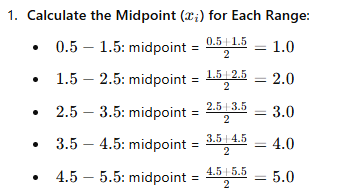 1. Calculate the Midpoint (xᵢ) for Each Range:
• 0.5 – 1.5: midpoint = (0.5+1.5)/2 = 1.0
• 1.5 – 2.5: midpoint = (1.5+2.5)/2 = 2.0
• 2.5 – 3.5: midpoint = (2.5+3.5)/2 = 3.0
• 3.5 – 4.5: midpoint = (3.5+4.5)/2 = 4.0
• 4.5 – 5.5: midpoint = (4.5+5.5)/2 = 5.0